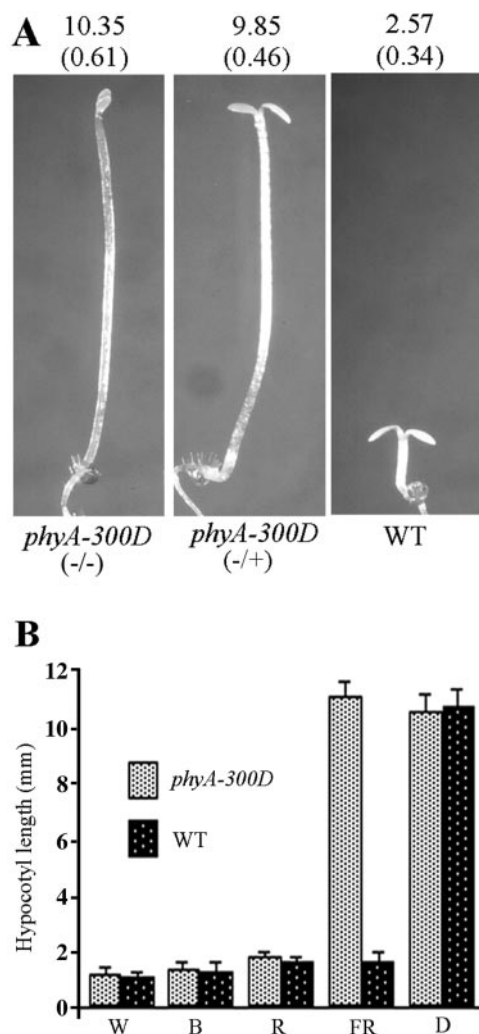 A
10.35 9.85 2.57
(0.61) (0.46) (0.34)
phyA-300D phyA-300D WT
(-/-) (-/+)
B
Hypocotyl length (mm)
12
10
8
6
4
2
0
phyA-300D
WT
W B R FR D